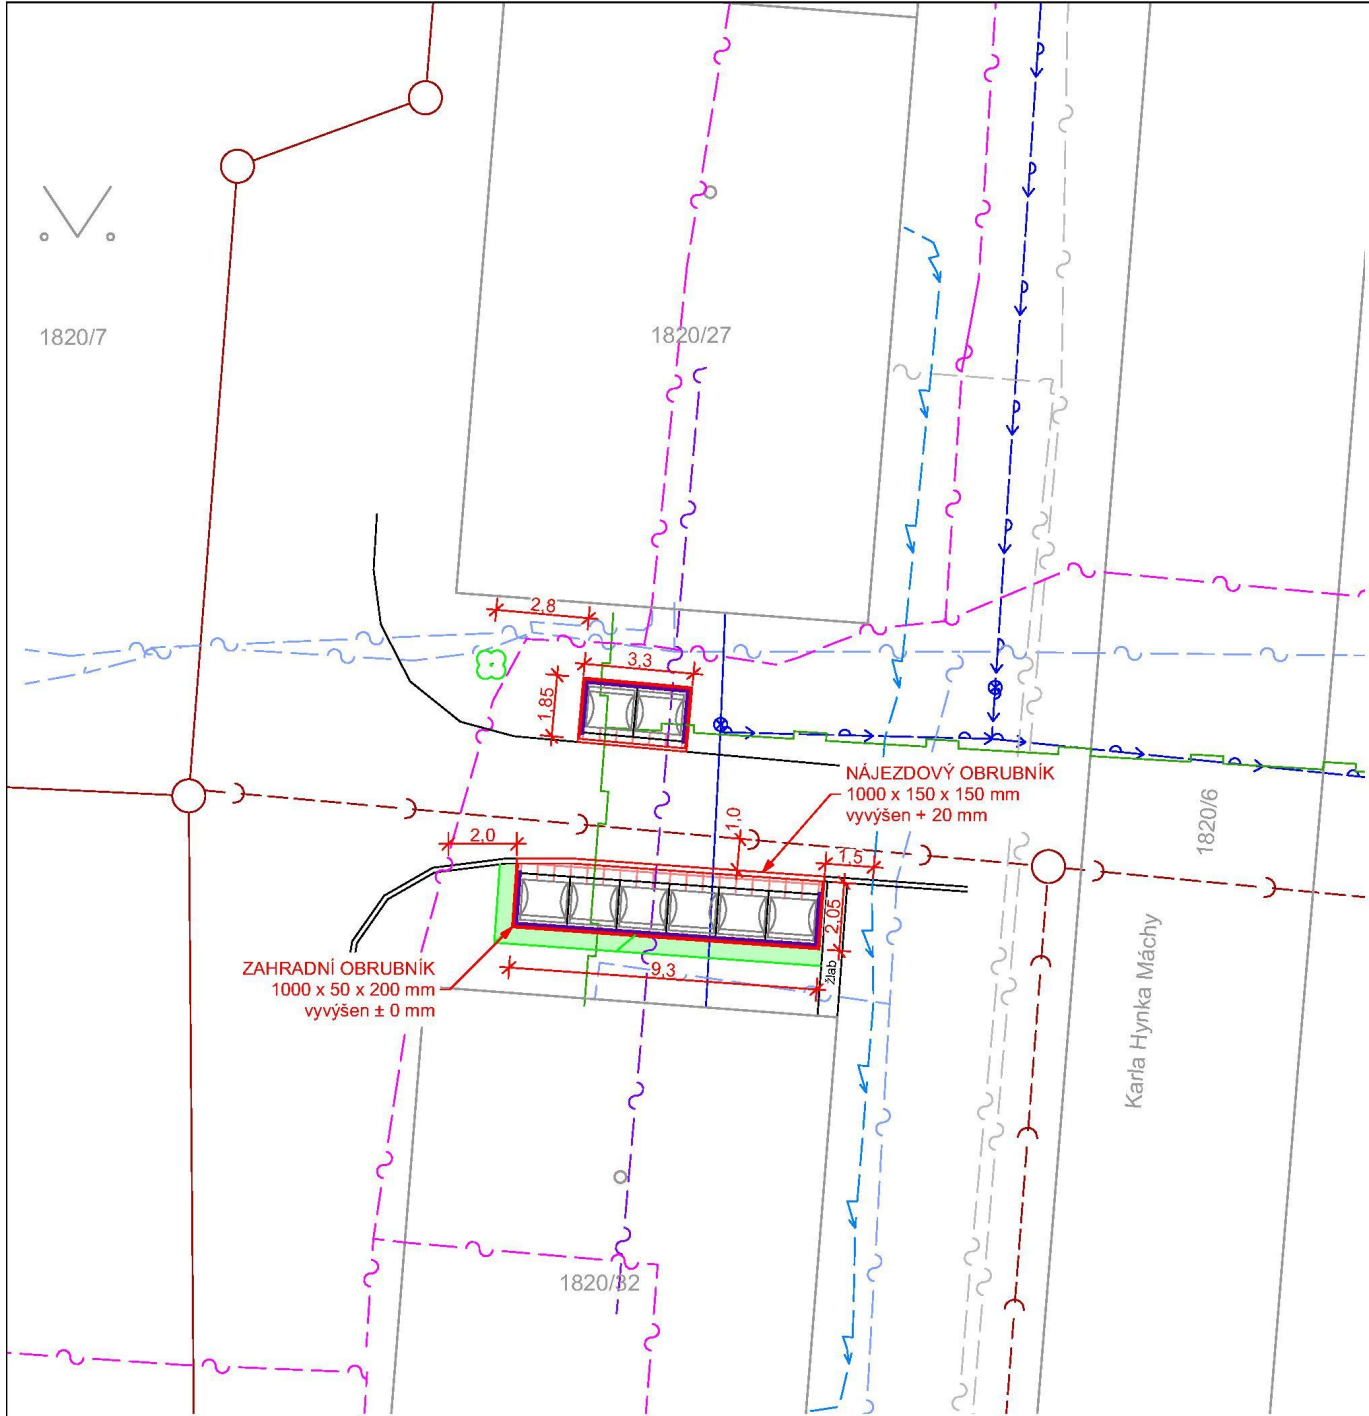 1820/7
1820/27
2,8
3,3
1,85
NÁJEZDOVÝ OBRUBNÍK
1000 x 150 x 150 mm
vyvýšen + 20 mm
1820/6
2,0
1,0
1,5
2,05
9,3
žlab
ZAHRADNÍ OBRUBNÍK
1000 x 50 x 200 mm
vyvýšen ± 0 mm
Karla Hynka Máchy
1820/32